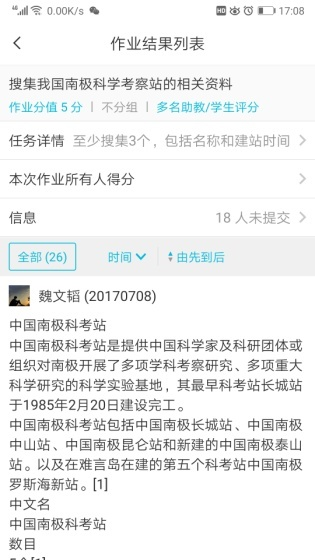 4G 0.00K/s HD 17:08
作业结果列表
搜集我国南极科学考察站的相关资料
作业分值 5 分 | 不分组 | 多名助教/学生评分
任务详情 至少搜集3个，包括名称和建站时间
本次作业所有人得分
信息 18 人未提交
全部 (26) 时间 由先到后
魏文韬 (20170708)
中国南极科考站
中国南极科考站是提供中国科学家及科研团体或
组织对南极开展了多项学科考察研究、多项重大
科学研究的科学实验基地，其最早科考站长城站
于1985年2月20日建设完工。
中国南极科考站包括中国南极长城站、中国南极
中山站、中国南极昆仑站和新建的中国南极泰山
站。以及在难言岛在建的第五个科考站中国南极
罗斯海新站。[1]
中文名
中国南极科考站
数目
5个[1]